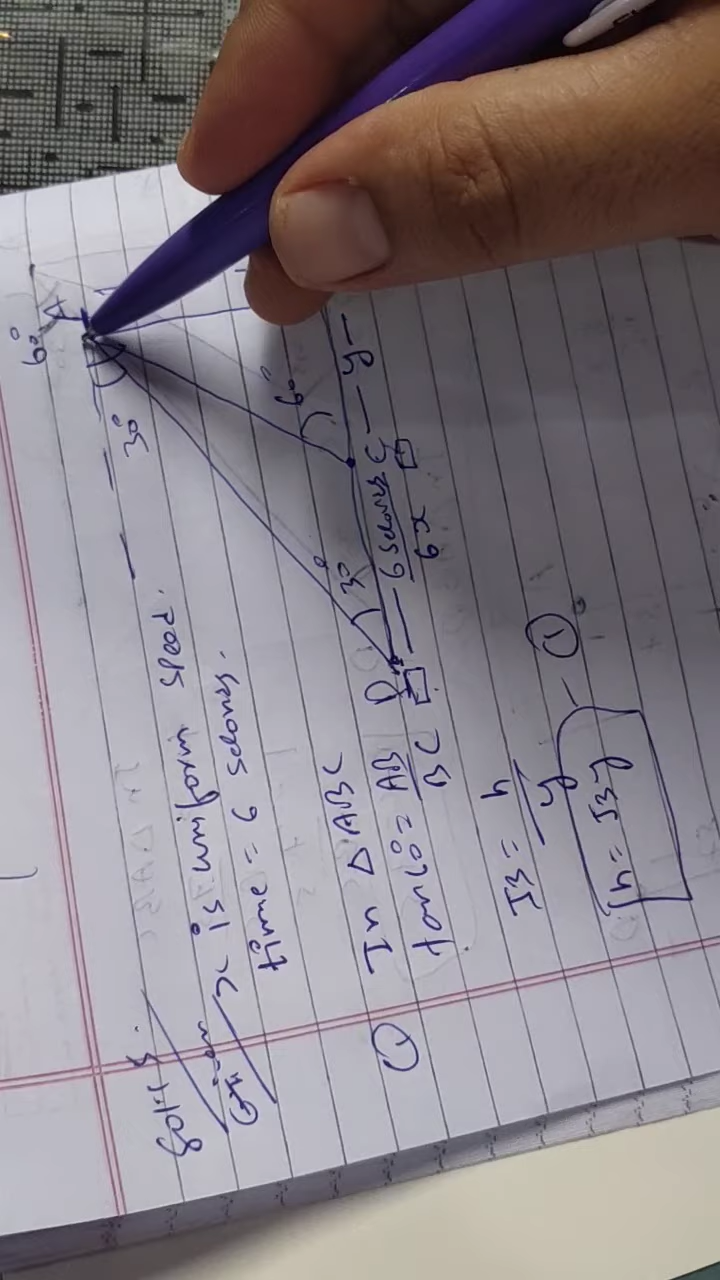 Sol15.
Given x is uniform speed.
time = 6 seconds.
A
60°
30°
60°
30°
D
6 seconds
C
y
6x
① In △ABC
tan60 = AB/BC
√3 = h/y
h = √3y — ①